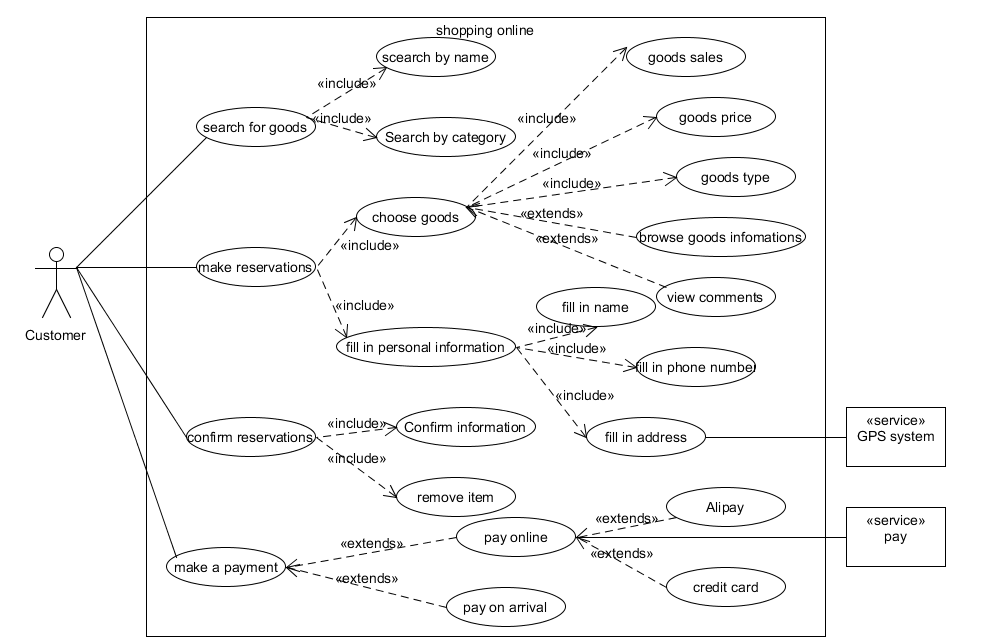 shopping online
scearch by name
goods sales
«include»
search for goods
«include»
Search by category
«include»
goods price
«include»
«include»
goods type
choose goods
«extends»
browse goods infomations
«extends»
«include»
make reservations
view comments
«include»
fill in name
«include»
fill in personal information
«include»
fill in phone number
Customer
«include»
«service»
GPS system
«include»
Confirm information
confirm reservations
fill in address
«include»
remove item
Alipay
«extends»
«service»
pay
pay online
«extends»
«extends»
make a payment
«extends»
credit card
pay on arrival